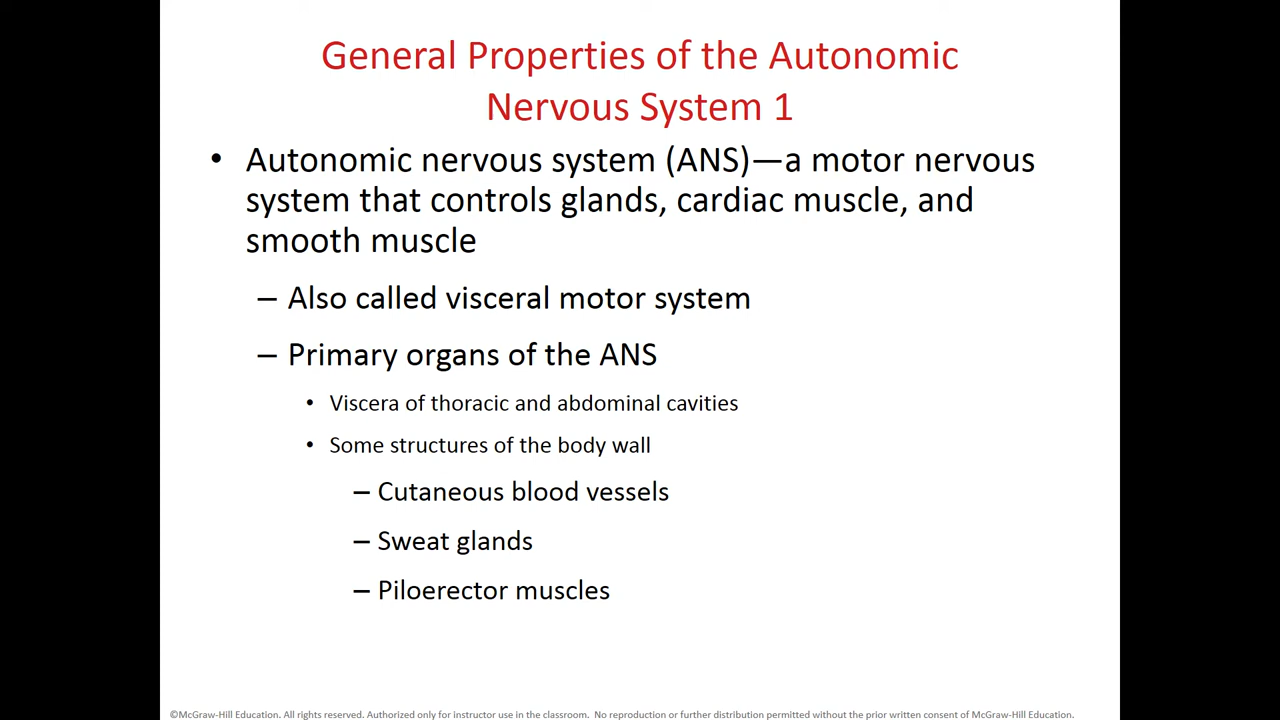 General Properties of the Autonomic
Nervous System 1
• Autonomic nervous system (ANS)—a motor nervous
system that controls glands, cardiac muscle, and
smooth muscle
– Also called visceral motor system
– Primary organs of the ANS
• Viscera of thoracic and abdominal cavities
• Some structures of the body wall
– Cutaneous blood vessels
– Sweat glands
– Piloerector muscles
©McGraw-Hill Education. All rights reserved. Authorized only for instructor use in the classroom. No reproduction or further distribution permitted without the prior written consent of McGraw-Hill Education.